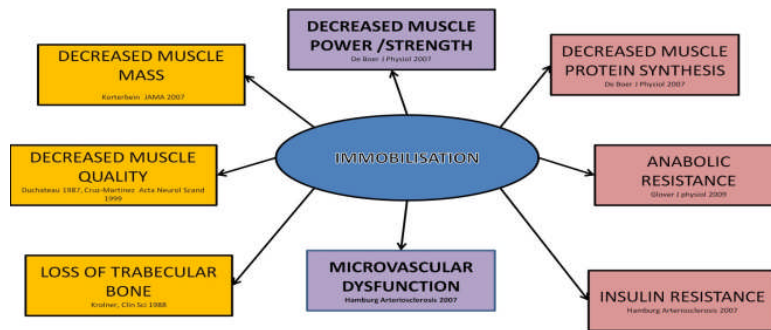 DECREASED MUSCLE
POWER /STRENGTH
De Boer J Physiol 2007
DECREASED MUSCLE
MASS
Korterbein JAMA 2007
DECREASED MUSCLE
PROTEIN SYNTHESIS
De Boer J Physiol 2007
IMMOBILISATION
DECREASED MUSCLE
QUALITY
Duchateau 1987, Cruz-Martinez Acta Neurol Scand
1999
ANABOLIC
RESISTANCE
Glover J physiol 2009
LOSS OF TRABECULAR
BONE
Krolner, Clin Sci 1988
MICROVASCULAR
DYSFUNCTION
Hamburg Arteriosclerosis 2007
INSULIN RESISTANCE
Hamburg Arteriosclerosis 2007